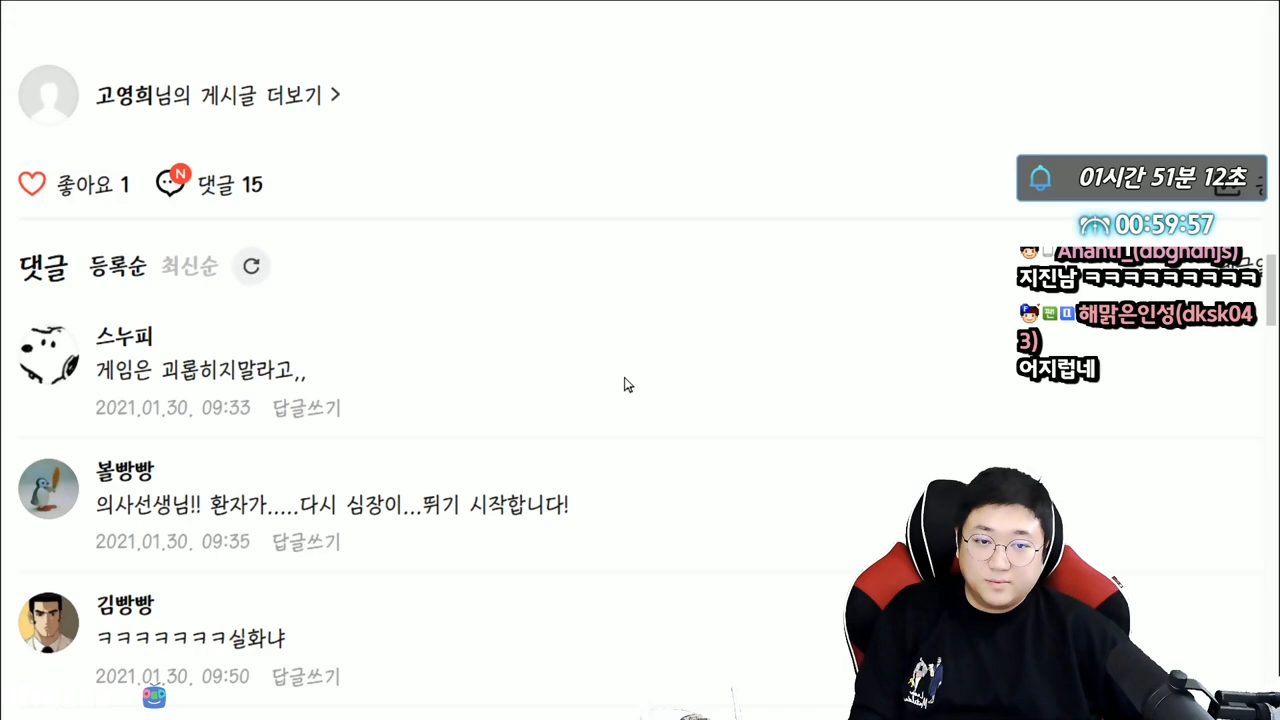 고영희님의 게시글 더보기 >
좋아요 1 댓글 15
N
댓글 등록순 최신순
스누피
게임은 괴롭히지말라고,,
2021.01.30. 09:33 답글쓰기
볼빵빵
의사선생님!! 환자가.....다시 심장이...뛰기 시작합니다!
2021.01.30. 09:35 답글쓰기
김빵빵
ㅋㅋㅋㅋㅋㅋㅋ실화냐
2021.01.30. 09:50 답글쓰기
01시간 51분 12초
00:59:57
Ananti_(dbgndnjs)
지진남 ㅋㅋㅋㅋㅋㅋㅋㅋㅋ
F 팬 해맑은인성(dksk04
3)
어지럽네